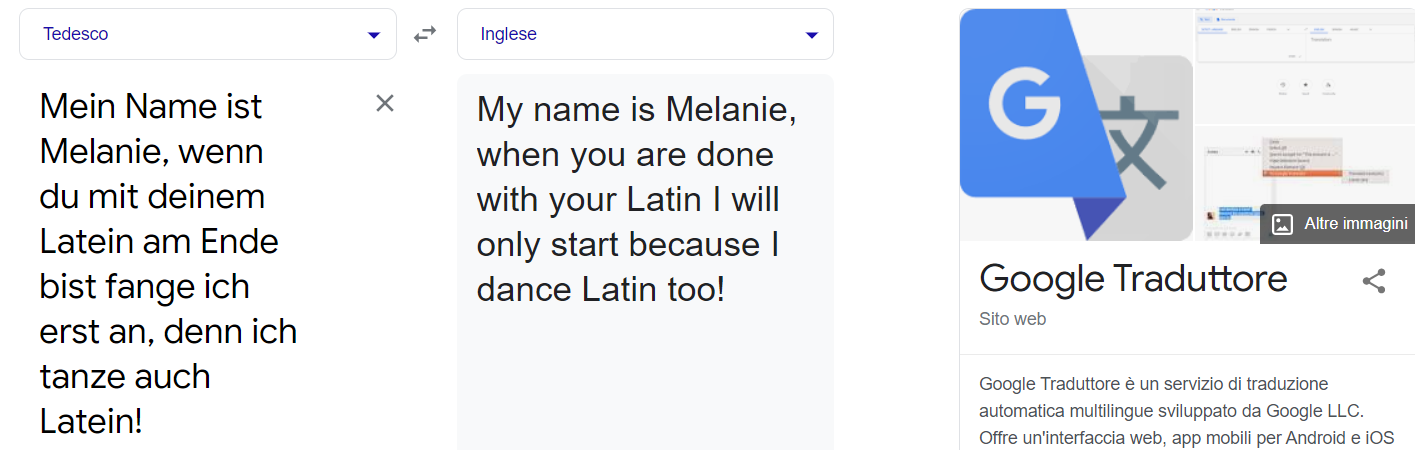 Tedesco
Inglese
Mein Name ist
Melanie, wenn
du mit deinem
Latein am Ende
bist fange ich
erst an, denn ich
tanze auch
Latein!
My name is Melanie,
when you are done
with your Latin I will
only start because I
dance Latin too!
G
文
Altre immagini
Google Traduttore
Sito web
Google Traduttore è un servizio di traduzione
automatica multilingue sviluppato da Google LLC.
Offre un'interfaccia web, app mobili per Android e iOS